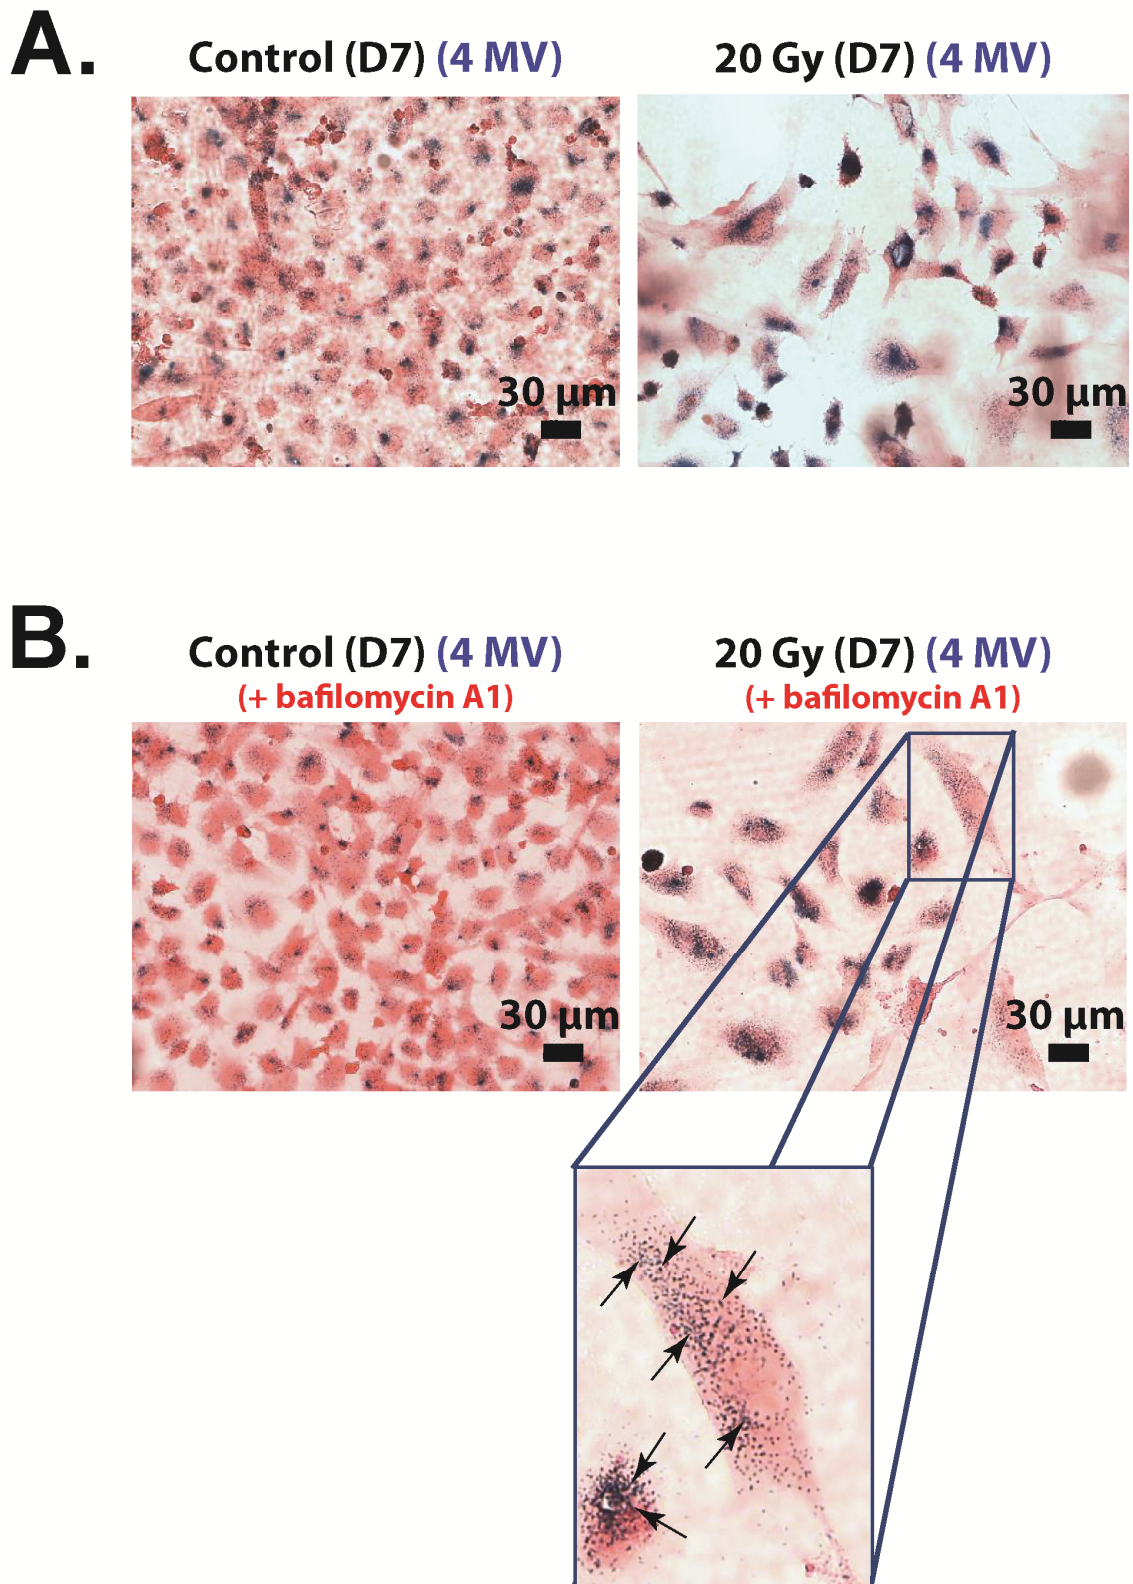 A.
Control (D7) (4 MV)
20 Gy (D7) (4 MV)
30 µm
30 µm
B.
Control (D7) (4 MV)
(+ bafilomycin A1)
20 Gy (D7) (4 MV)
(+ bafilomycin A1)
30 µm
30 µm